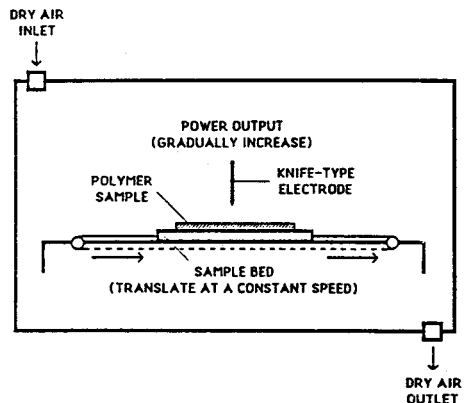 DRY AIR
INLET
POWER OUTPUT
(GRADUALLY INCREASE)
KNIFE-TYPE
ELECTRODE
POLYMER
SAMPLE
SAMPLE BED
(TRANSLATE AT A CONSTANT SPEED)
DRY AIR
OUTLET